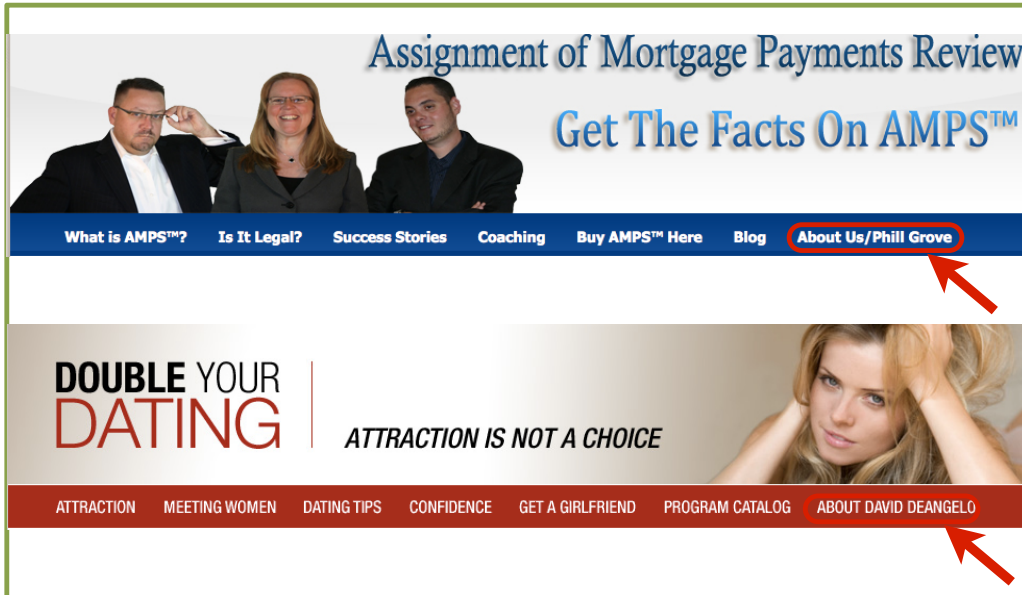 Assignment of Mortgage Payments Review
Get The Facts On AMPS™
What is AMPS™? Is It Legal? Success Stories Coaching Buy AMPS™ Here Blog About Us/Phill Grove
DOUBLE YOUR
DATING
ATTRACTION IS NOT A CHOICE
ATTRACTION MEETING WOMEN DATING TIPS CONFIDENCE GET A GIRLFRIEND PROGRAM CATALOG ABOUT DAVID DEANGELO